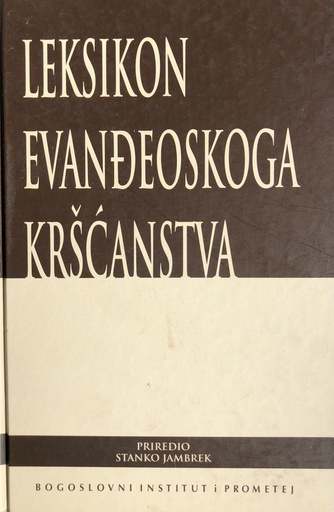 LEKSIKON
EVANĐEOSKOGA
KRŠĆANSTVA
PRIREDIO
STANKO JAMBREK
BOGOSLOVNI INSTITUT i PROMETEJ